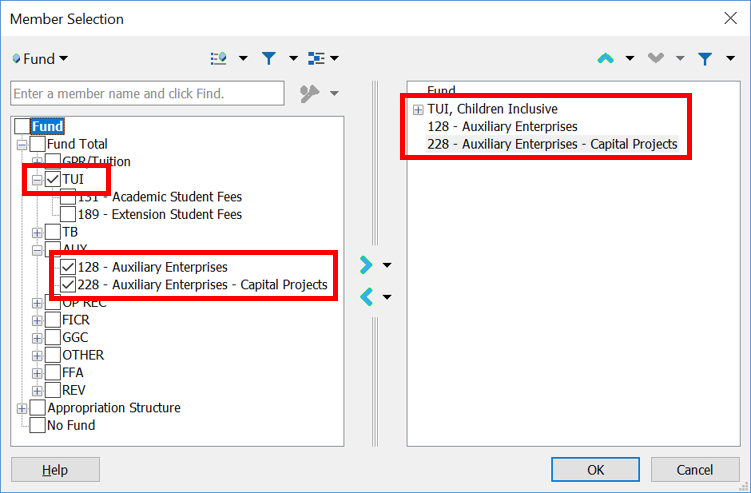 Member Selection
Fund
Enter a member name and click Find.
Fund
Fund Total
GPR/Tuition
TUI
131 - Academic Student Fees
189 - Extension Student Fees
TB
AUX
128 - Auxiliary Enterprises
228 - Auxiliary Enterprises - Capital Projects
OP REC
FICR
GGC
OTHER
FFA
REV
Appropriation Structure
No Fund
Fund
TUI, Children Inclusive
128 - Auxiliary Enterprises
228 - Auxiliary Enterprises - Capital Projects
Help
OK
Cancel